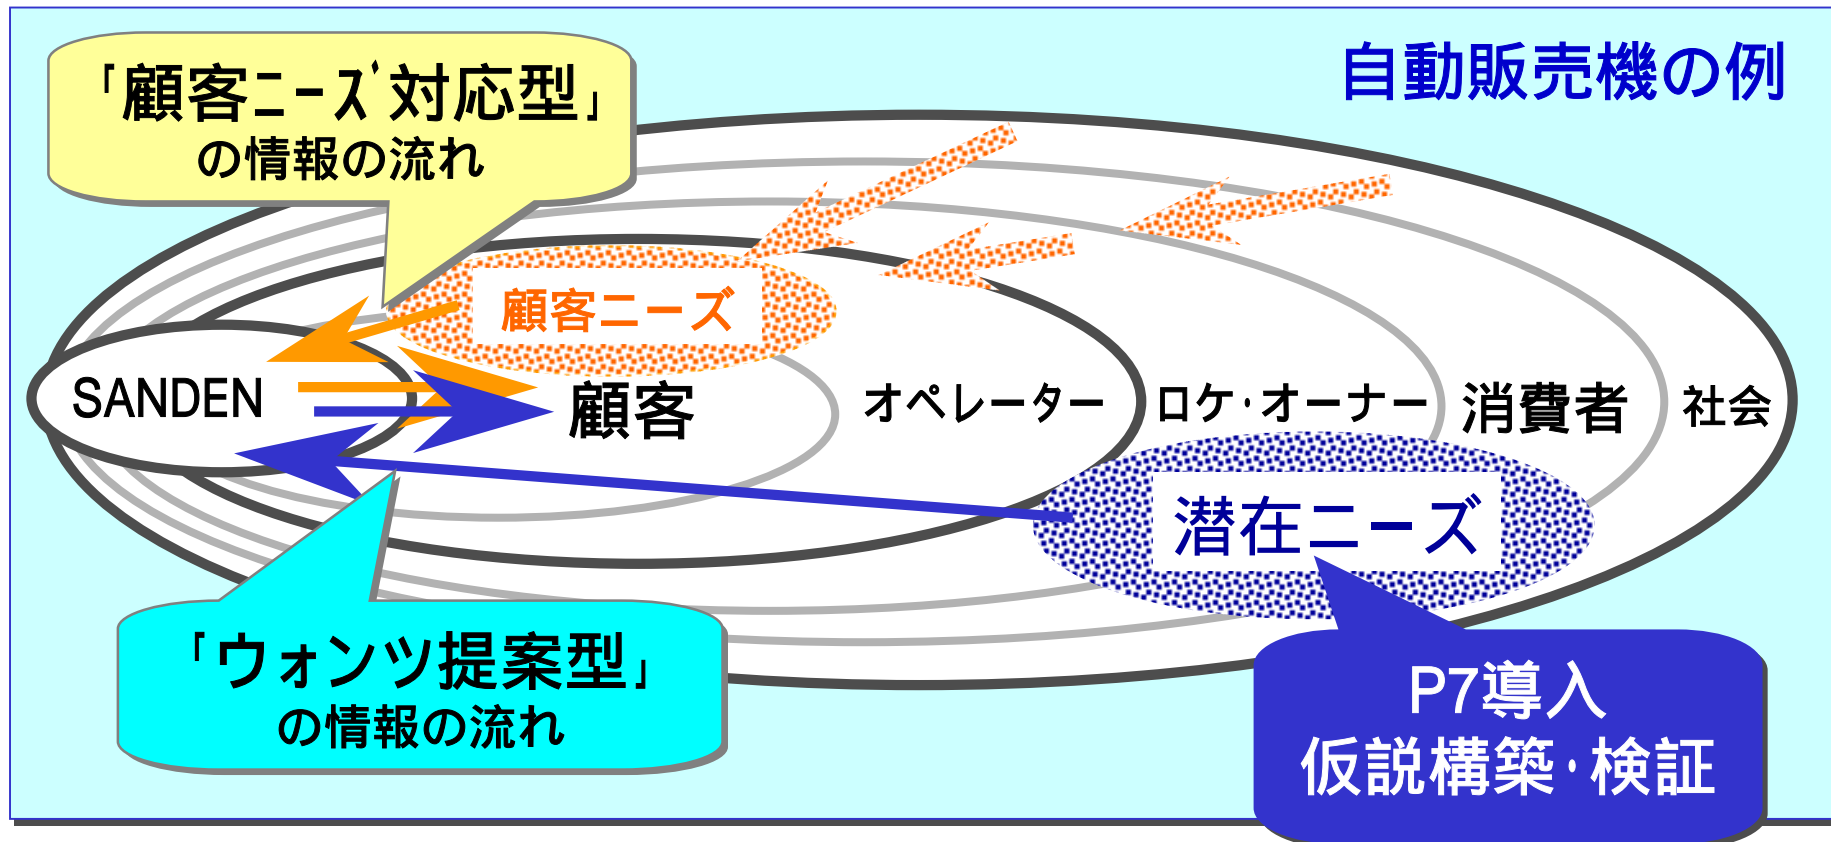 自動販売機の例
「顧客ﾆｰｽﾞ対応型」
の情報の流れ
顧客ニーズ
SANDEN
顧客
オペレーター
ロケ・オーナー
消費者
社会
潜在ニーズ
「ウォンツ提案型」
の情報の流れ
P7導入
仮説構築・検証